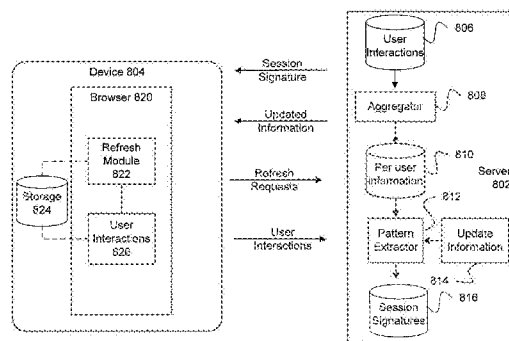 Device 804
Browser 820
Refresh
Module
822
Storage
824
User
Interactions
826
Session
Signature
Updated
Information
Refresh
Requests
User
Interactions
User
Interactions
806
Aggregator
808
Per user
information
810
Server
802
812
Pattern
Extractor
Update
Information
814
Session
Signatures
816